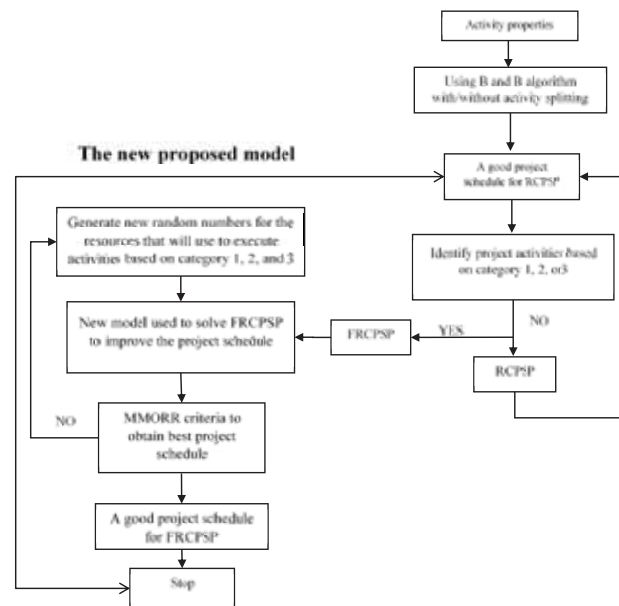 Activity properties
Using B and B algorithm
with/without activity splitting
The new proposed model
A good project
schedule for RCPSP
Generate new random numbers for the
resources that will use to execute
activities based on category 1, 2, and 3
Identify project activities based
on category 1, 2, or3
New model used to solve FRCPSP
to improve the project schedule
FRCPSP
YES
NO
RCPSP
NO
MMORR criteria to
obtain best project
schedule
A good project schedule
for FRCPSP
Stop